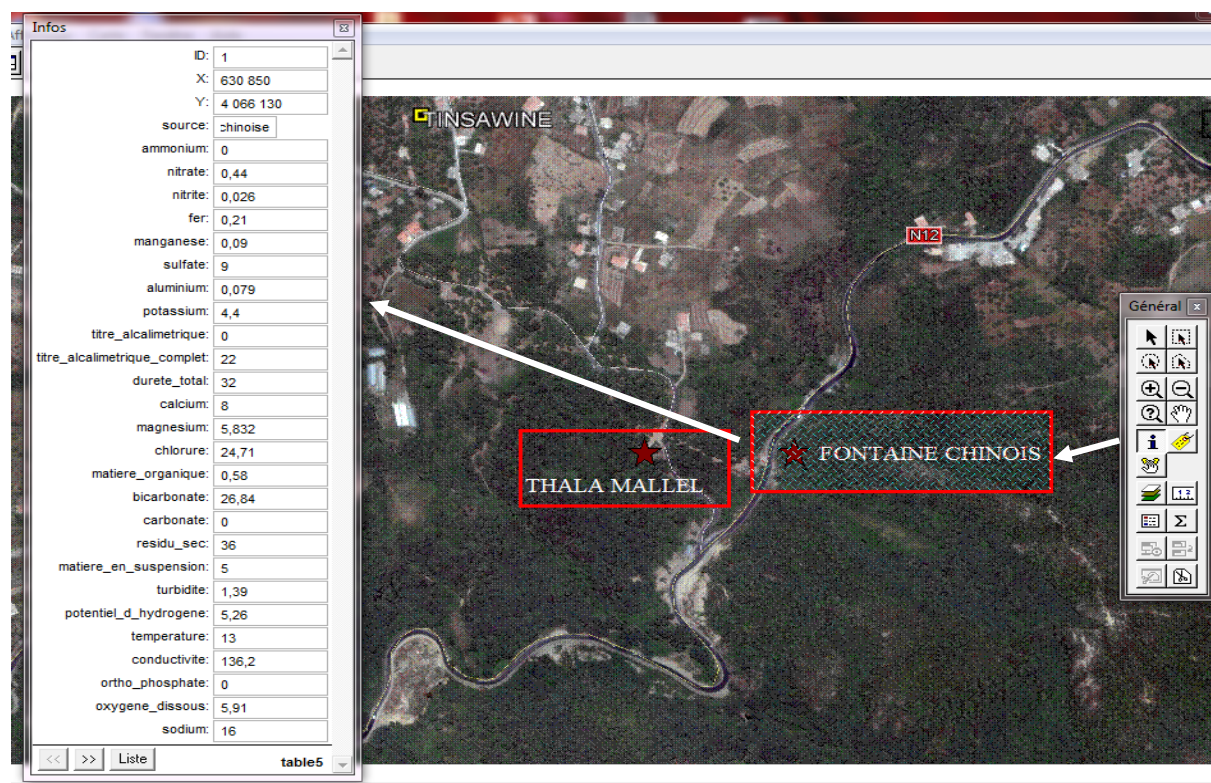 Infos
ID: 1
X: 630 850
Y: 4 066 130
source: chinoise
ammonium: 0
nitrate: 0,44
nitrite: 0,026
fer: 0,21
manganese: 0,09
sulfate: 9
aluminium: 0,079
potassium: 4,4
titre_alcalimetrique: 0
titre_alcalimetrique_complet: 22
durete_total: 32
calcium: 8
magnesium: 5,832
chlorure: 24,71
matiere_organique: 0,58
bicarbonate: 26,84
carbonate: 0
residu_sec: 36
matiere_en_suspension: 5
turbidite: 1,39
potentiel_d_hydrogene: 5,26
temperature: 13
conductivite: 136,2
ortho_phosphate: 0
oxygene_dissous: 5,91
sodium: 16
<< >> Liste table5
TINSAWINE
N12
FONTAINE CHINOiS
THALA MALLEL
Général